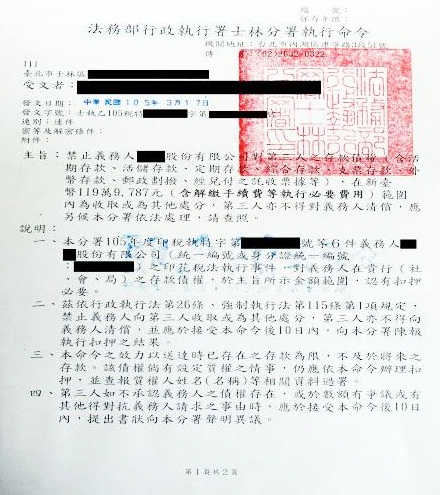 檔 號：
保存年限：
法務部行政執行署士林分署執行命令
機關地址：台北市內湖區康寧路3段51號
傳 (02)2632-0322
111
臺北市士林區
受文者：
發文日期：中華民國105年3月17日
發文字號：士執乙105稅特 字第
速別：速件
密等及解密條件：
附件：
主旨：禁止義務人 股份有限公司對第三人之存款債權（含活
期存款、活儲存款、定期存款、綜合存款、支票存款、外
幣存款、郵政劃撥、經兌付之託收票據等），在新臺
幣119萬9,787元（含解繳手續費等執行必要費用）範圍
內為收取或為其他處分，第三人亦不得對義務人清償，應
另候本分署依法處理，請查照。
說明：
一、本分署105年度印稅執特字第 號等6件義務人
股份有限公司（統一編號或身分證統一編號
： ）之印花稅法執行事件，對義務人在貴行（社
、會、局）之存款債權，於主旨所示金額範圍，認有扣押
必要。
二、茲依行政執行法第26條、強制執行法第115條第1項規定，
禁止義務人向第三人收取或為其他處分，第三人亦不得向
義務人清償，並應於接受本命令後10日內，向本分署陳報
執行扣押之結果。
三、本命令之效力以送達時已存在之存款為限，不及於將來之
存款。該債權倘有設定質權之情事，仍應依本命令辦理扣
押，並查報質權人姓名(名稱)等相關資料過署。
四、第三人如不承認義務人之債權存在，或於數額有爭議或有
其他得對抗義務人請求之事由時，應於接受本命令後10日
內，提出書狀向本分署聲明異議。
第1頁共2頁